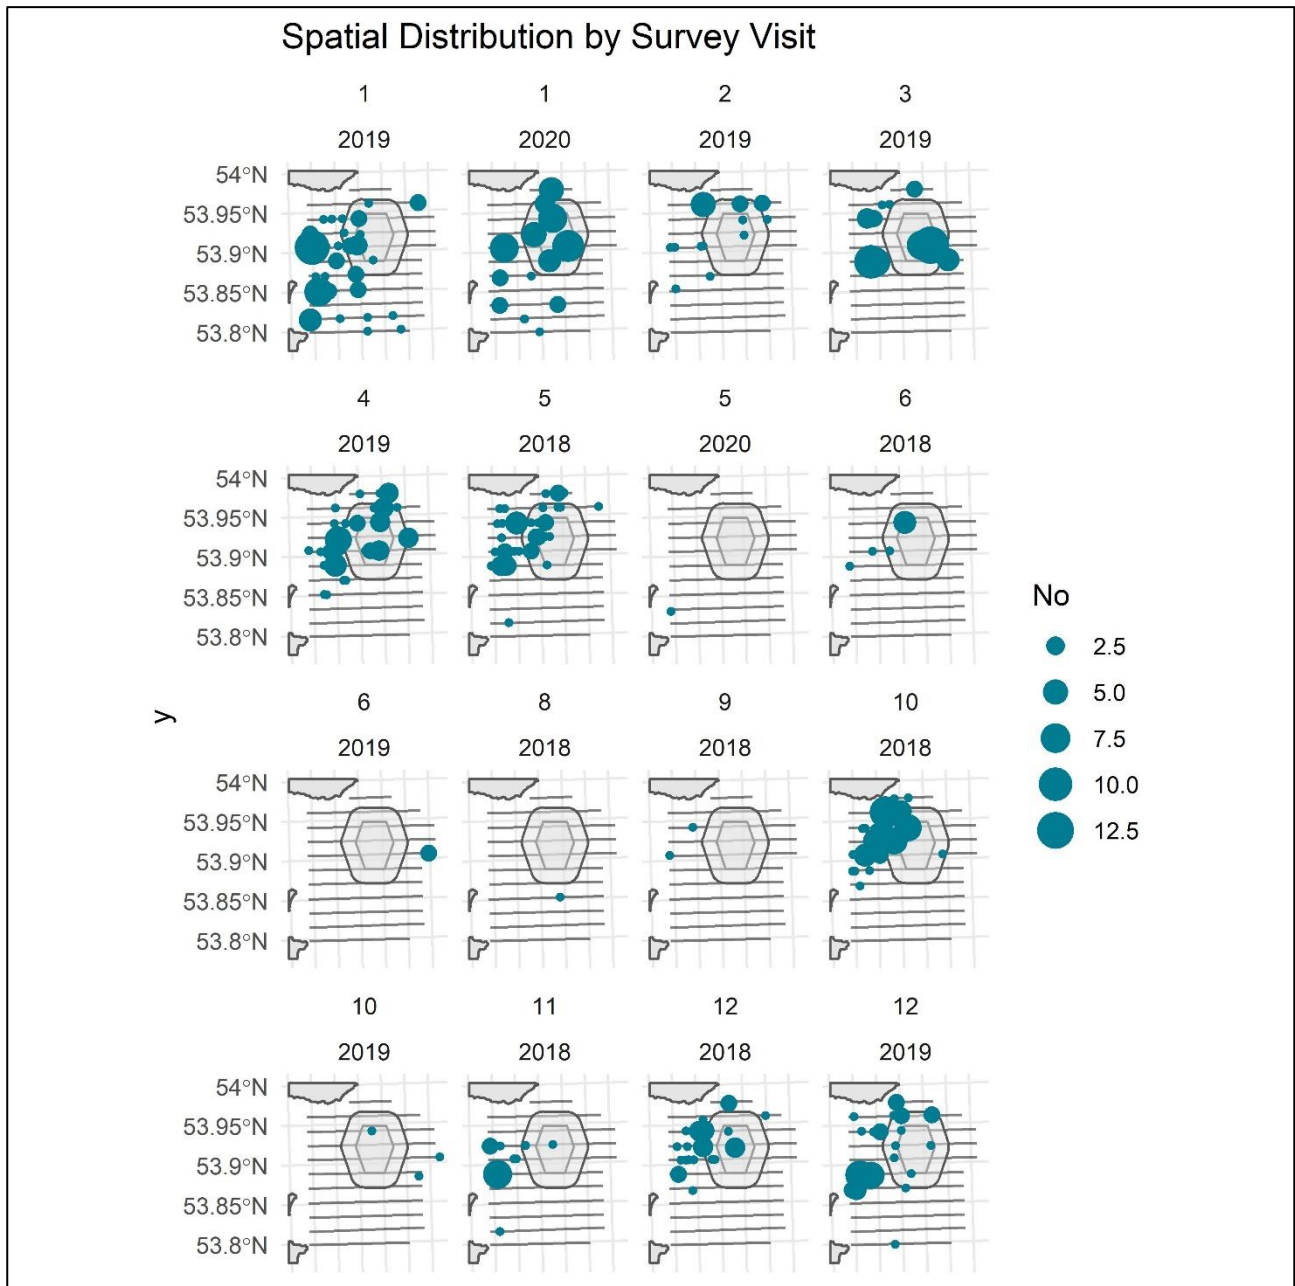 Spatial Distribution by Survey Visit
1 1 2 3
2019 2020 2019 2019
54°N
53.95°N
53.9°N
53.85°N
53.8°N
4 5 5 6
2019 2018 2020 2018
54°N
53.95°N
53.9°N
53.85°N
53.8°N
6 8 9 10
2019 2018 2018 2018
54°N
53.95°N
53.9°N
53.85°N
53.8°N
10 11 12 12
2019 2018 2018 2019
54°N
53.95°N
53.9°N
53.85°N
53.8°N
y
No
2.5
5.0
7.5
10.0
12.5